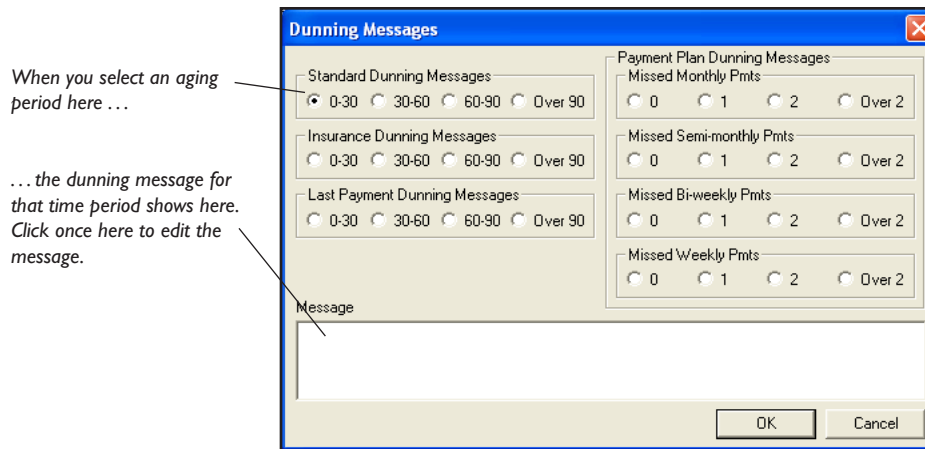 Dunning Messages
When you select an aging
period here . . .
. . . the dunning message for
that time period shows here.
Click once here to edit the
message.
Standard Dunning Messages
0-30 30-60 60-90 Over 90
Insurance Dunning Messages
0-30 30-60 60-90 Over 90
Last Payment Dunning Messages
0-30 30-60 60-90 Over 90
Payment Plan Dunning Messages
Missed Monthly Pmts
0 1 2 Over 2
Missed Semi-monthly Pmts
0 1 2 Over 2
Missed Bi-weekly Pmts
0 1 2 Over 2
Missed Weekly Pmts
0 1 2 Over 2
Message
OK Cancel